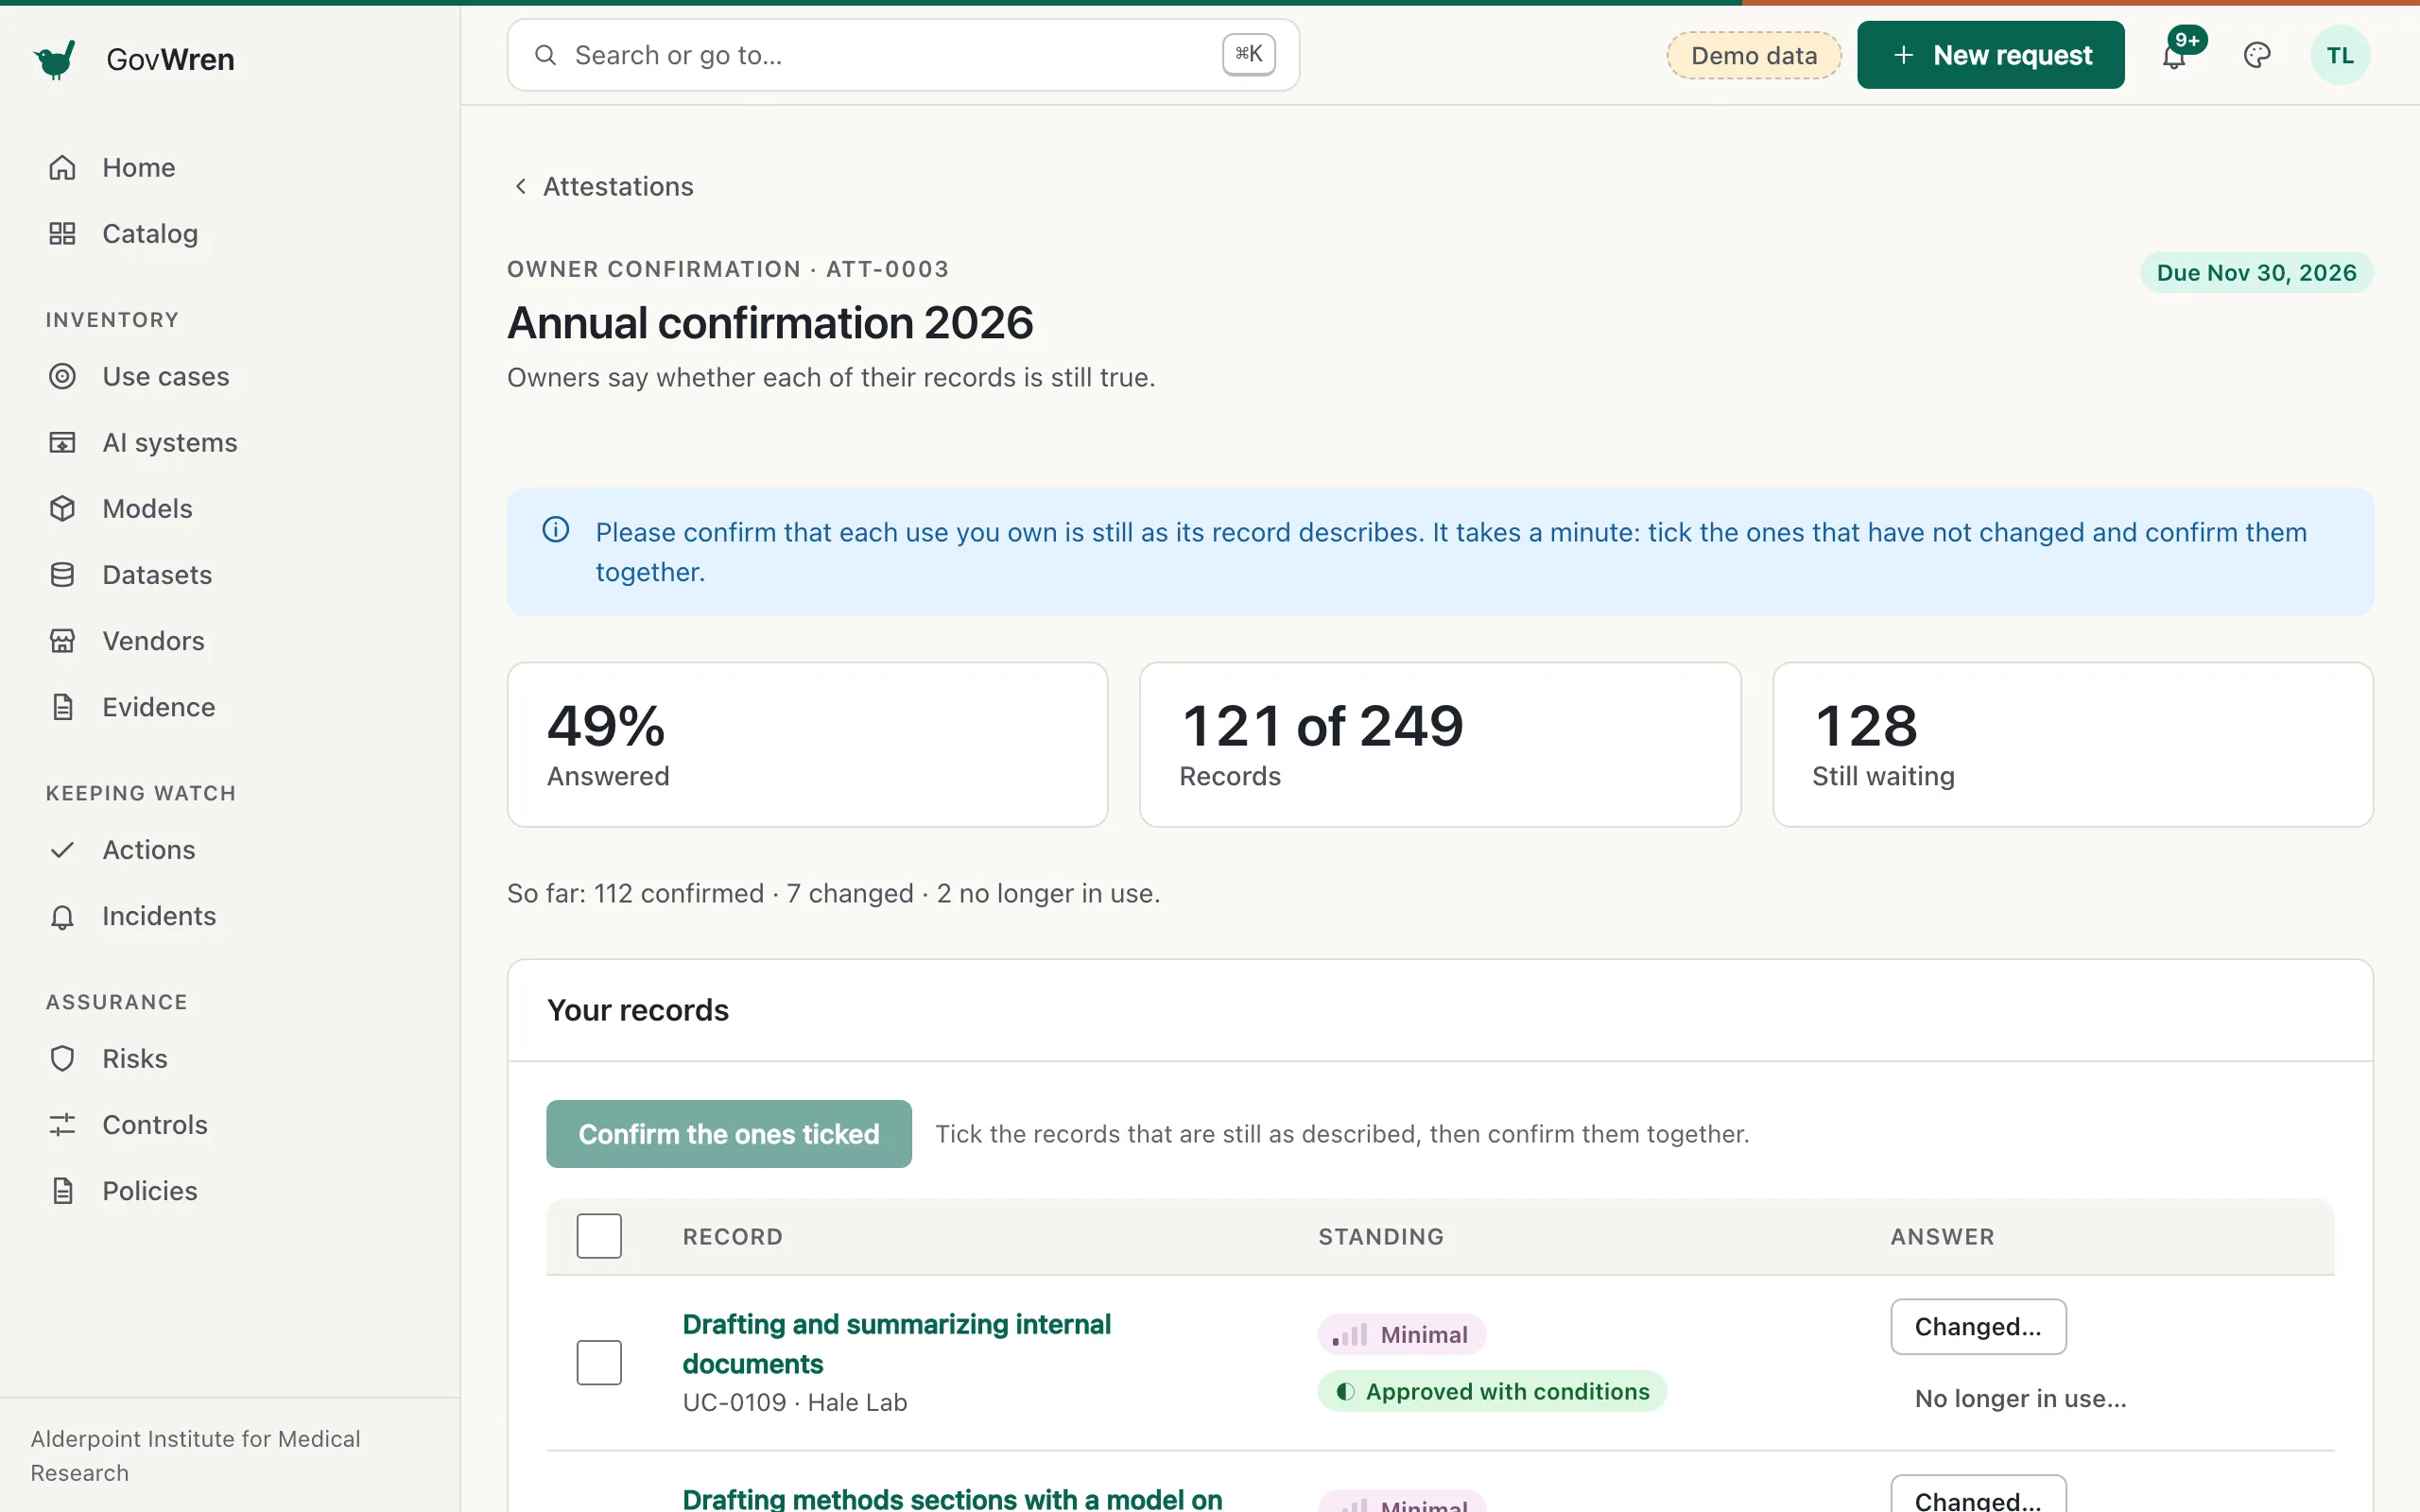 GovWren
Search or go to...
⌘K
Demo data
+ New request
9+
TL
Home
Catalog
INVENTORY
Use cases
AI systems
Models
Datasets
Vendors
Evidence
KEEPING WATCH
Actions
Incidents
ASSURANCE
Risks
Controls
Policies
Alderpoint Institute for Medical
Research
Attestations
OWNER CONFIRMATION · ATT-0003
Due Nov 30, 2026
Annual confirmation 2026
Owners say whether each of their records is still true.
Please confirm that each use you own is still as its record describes. It takes a minute: tick the ones that have not changed and confirm them
together.
49%
Answered
121 of 249
Records
128
Still waiting
So far: 112 confirmed · 7 changed · 2 no longer in use.
Your records
Confirm the ones ticked
Tick the records that are still as described, then confirm them together.
RECORD
STANDING
ANSWER
Drafting and summarizing internal
documents
UC-0109 · Hale Lab
Minimal
Approved with conditions
Changed...
No longer in use...
Drafting methods sections with a model on
Minimal
Changed...